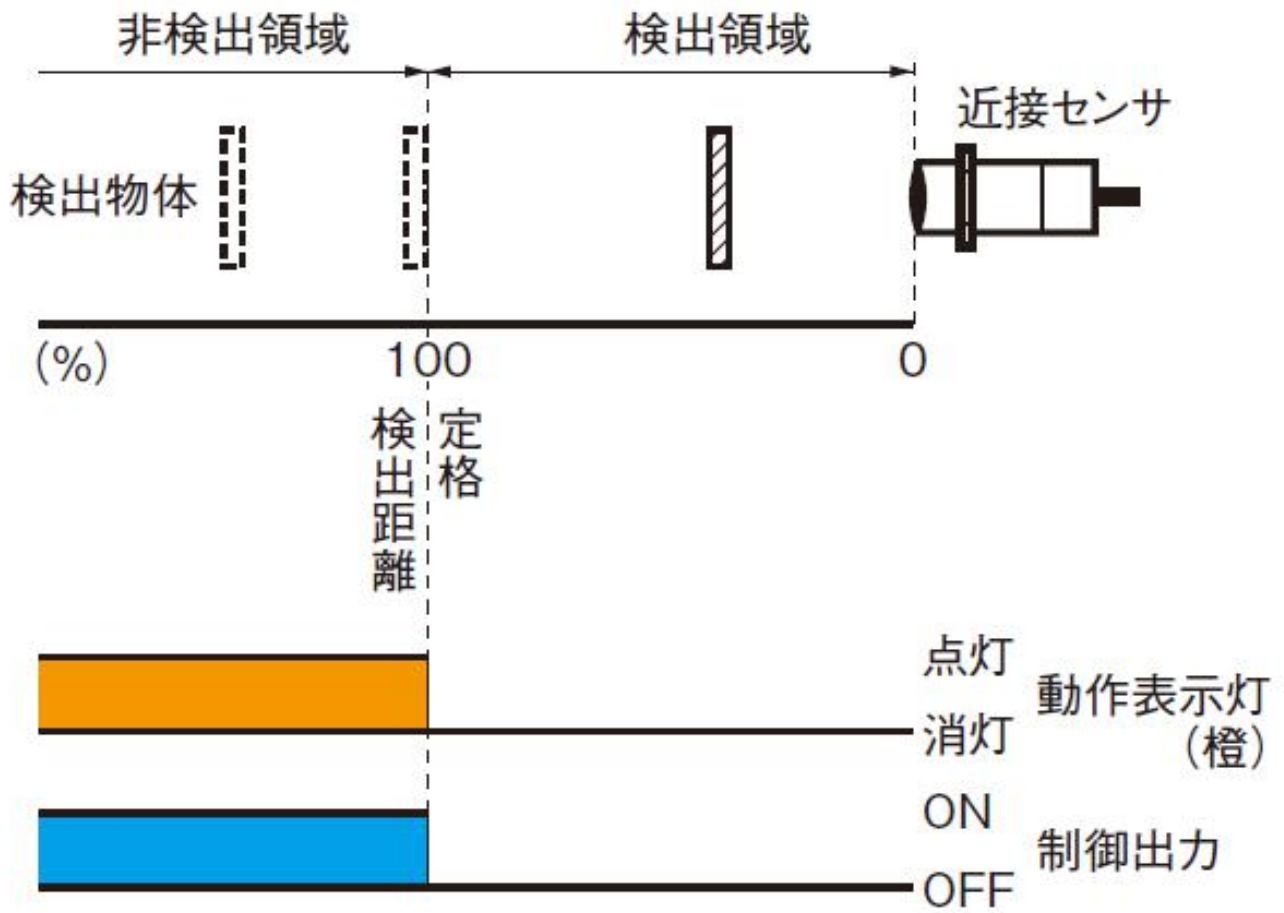 非検出領域
検出領域
近接センサ
検出物体
(%)
100
0
定格
検出距離
点灯
消灯
動作表示灯
(橙)
ON
OFF
制御出力